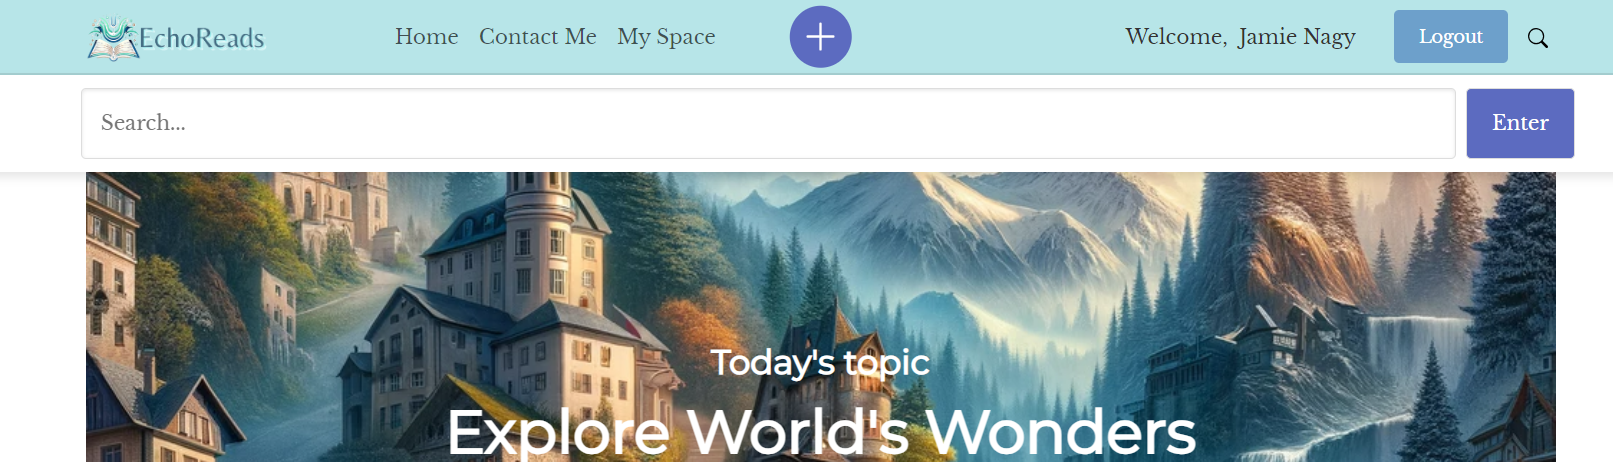 EchoReads
Home Contact Me My Space Welcome, Jamie Nagy Logout
Search...
Enter
Today's topic
Explore World's Wonders